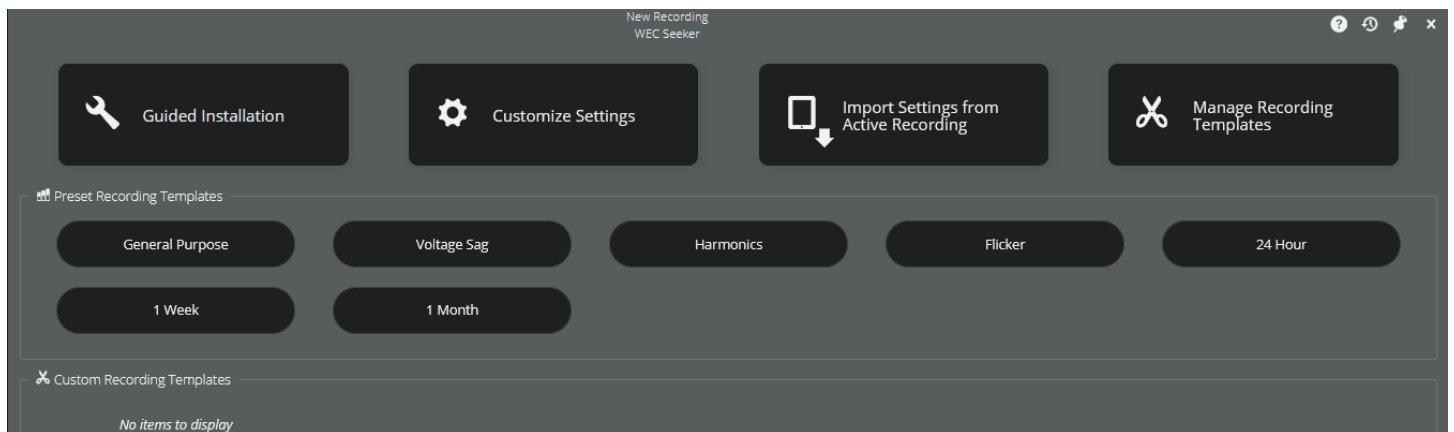 New Recording
WEC Seeker
Guided Installation
Customize Settings
Import Settings from
Active Recording
Manage Recording
Templates
Preset Recording Templates
General Purpose
Voltage Sag
Harmonics
Flicker
24 Hour
1 Week
1 Month
Custom Recording Templates
No items to display